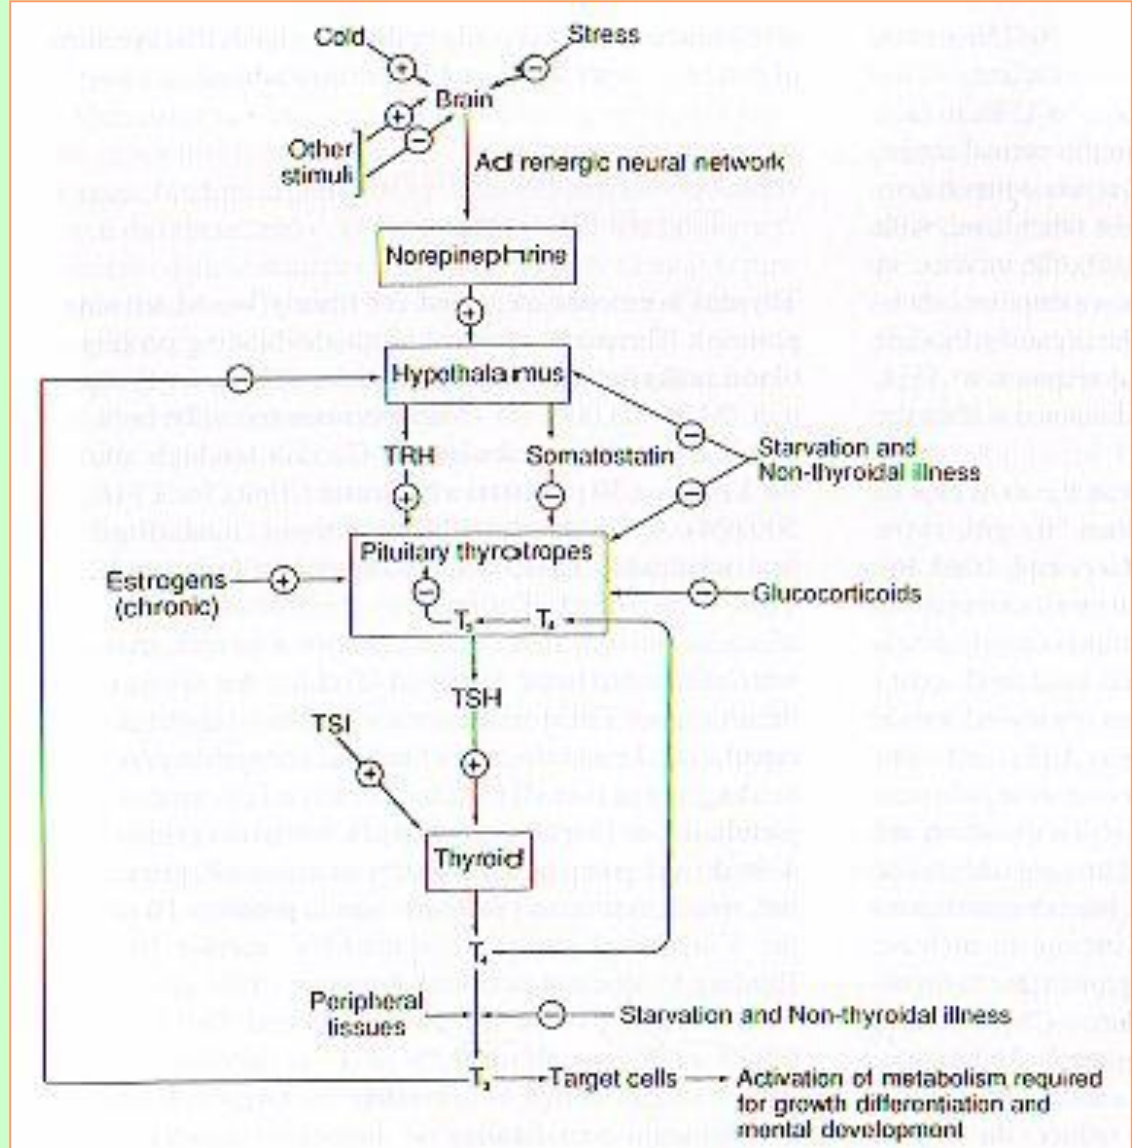 Cold
Stress
+
−
Brain
+
−
Other
stimuli
Adrenergic neural network
Norepinephrine
+
Hypothalamus
−
TRH
Somatostatin
−
Starvation and
Non-thyroidal illness
+
−
−
Pituitary thyrotropes
Estrogens
(chronic)
+
−
−
Glucocorticoids
T₃
T₄
TSH
TSI
+
+
Thyroid
T₄
Peripheral
tissues
−
Starvation and Non-thyroidal illness
T₃
Target cells
Activation of metabolism required
for growth differentiation and
mental development